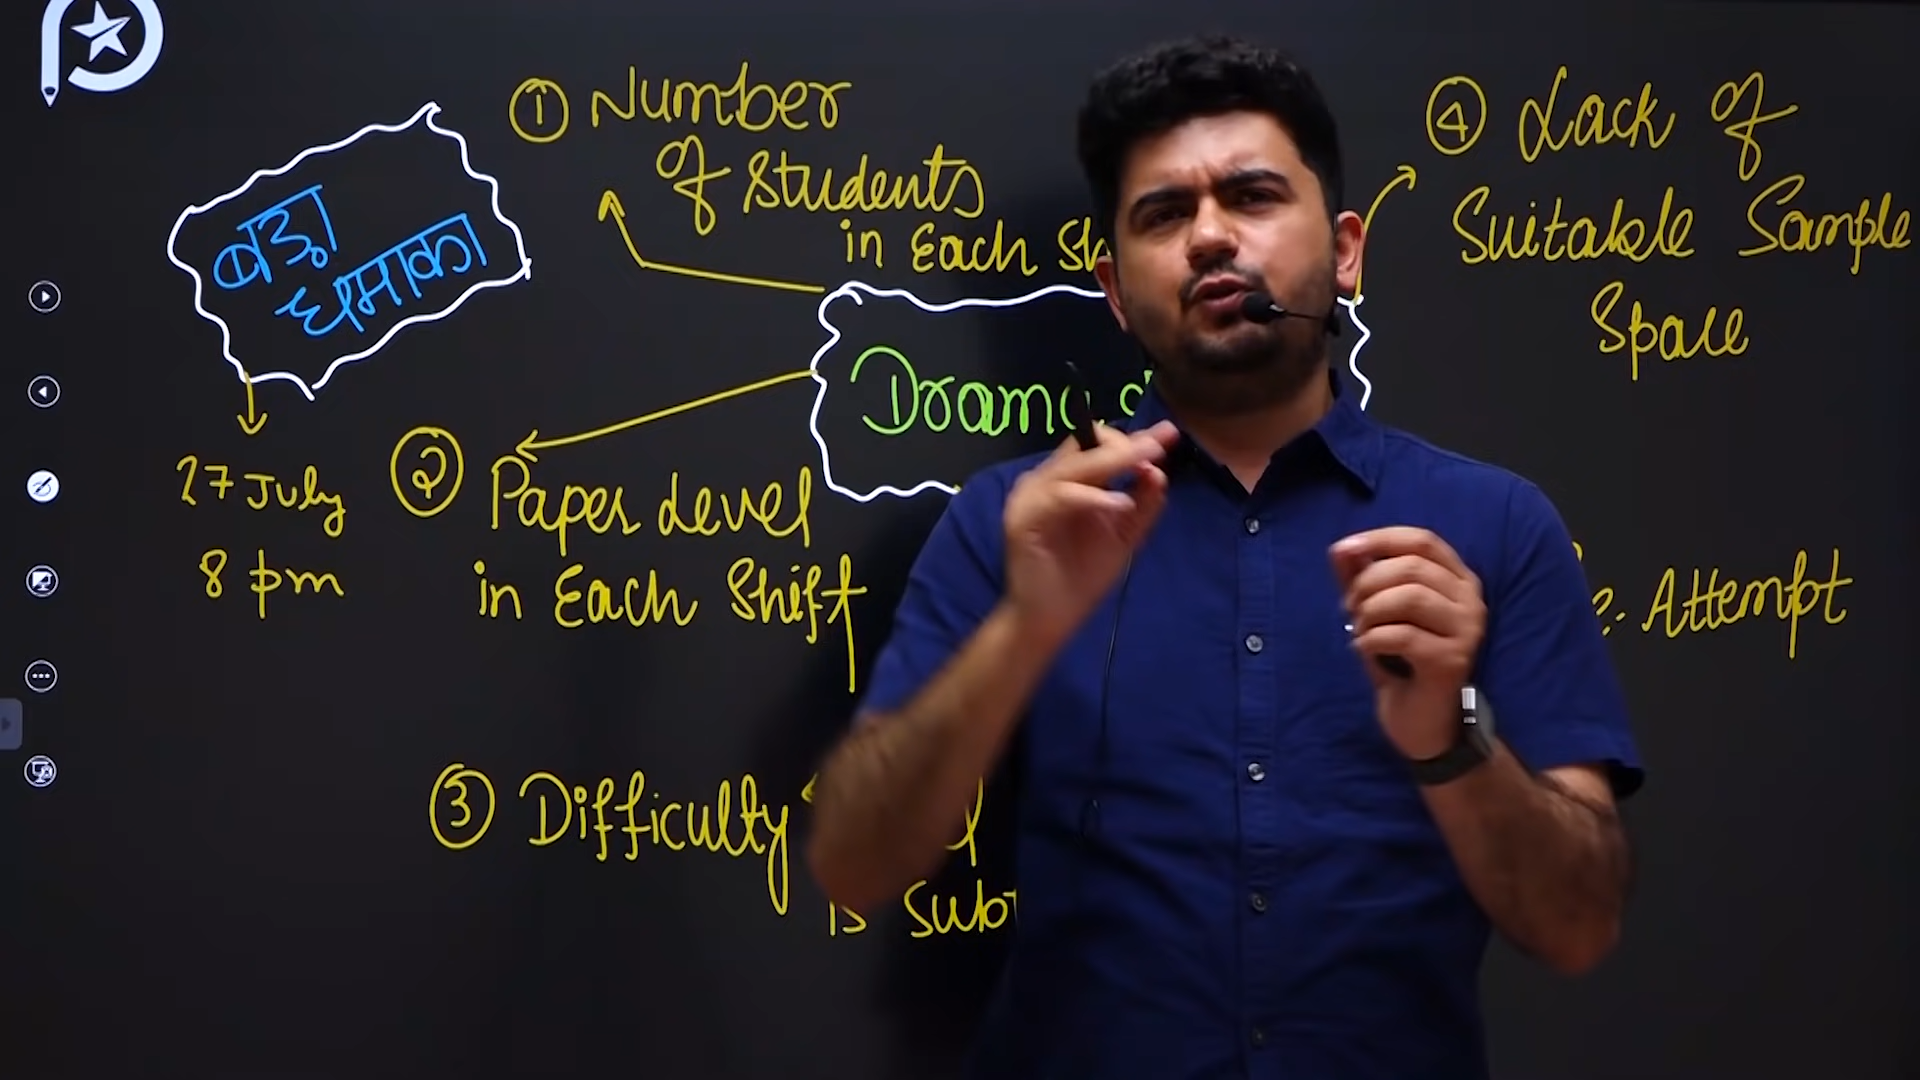 बड़ा
धमाका
27 July
8 pm
① Number
of Students
in Each Sh
② Paper Level
in Each Shift
③ Difficulty
is Subt
Drama
④ Lack of
Suitable Sample
Space
Attempt